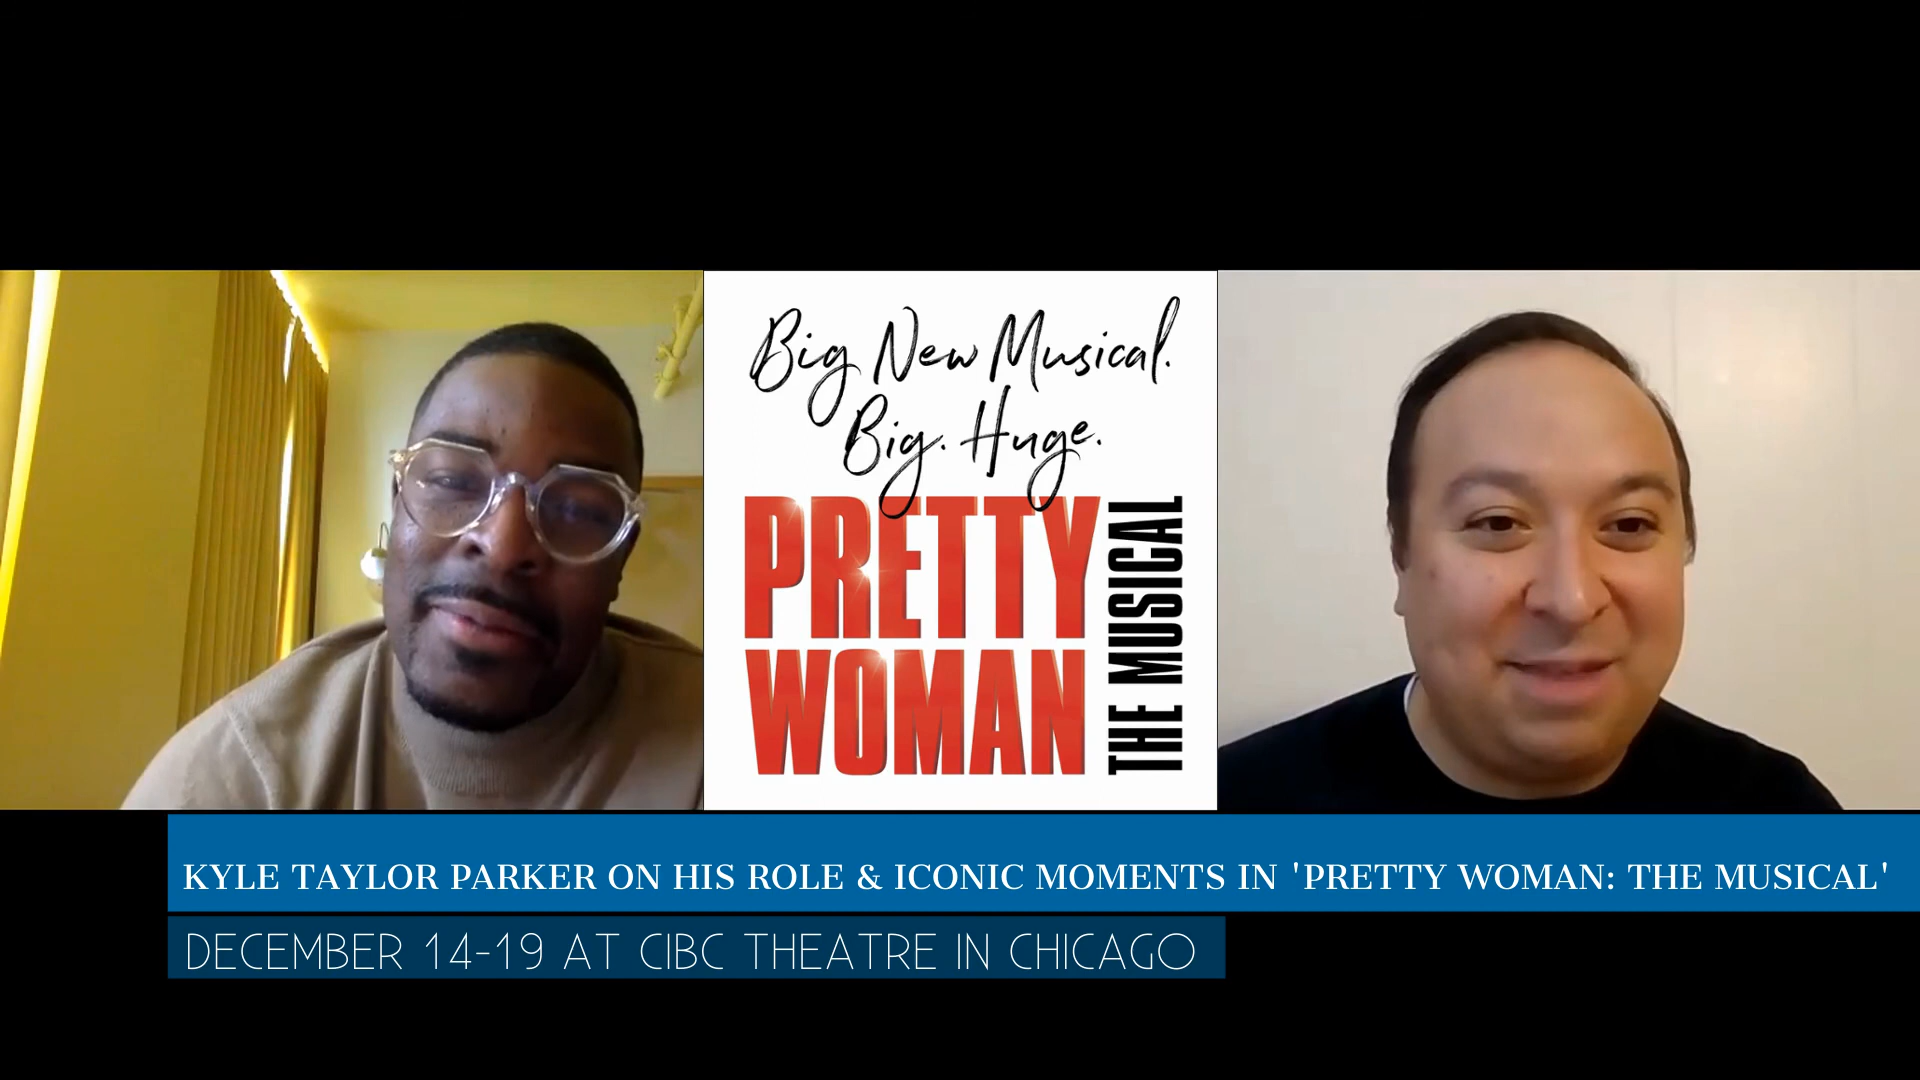 Big New Musical.
Big. Huge.
PRETTY
WOMAN
THE MUSICAL
KYLE TAYLOR PARKER ON HIS ROLE & ICONIC MOMENTS IN 'PRETTY WOMAN: THE MUSICAL'
DECEMBER 14-19 AT CIBC THEATRE IN CHICAGO